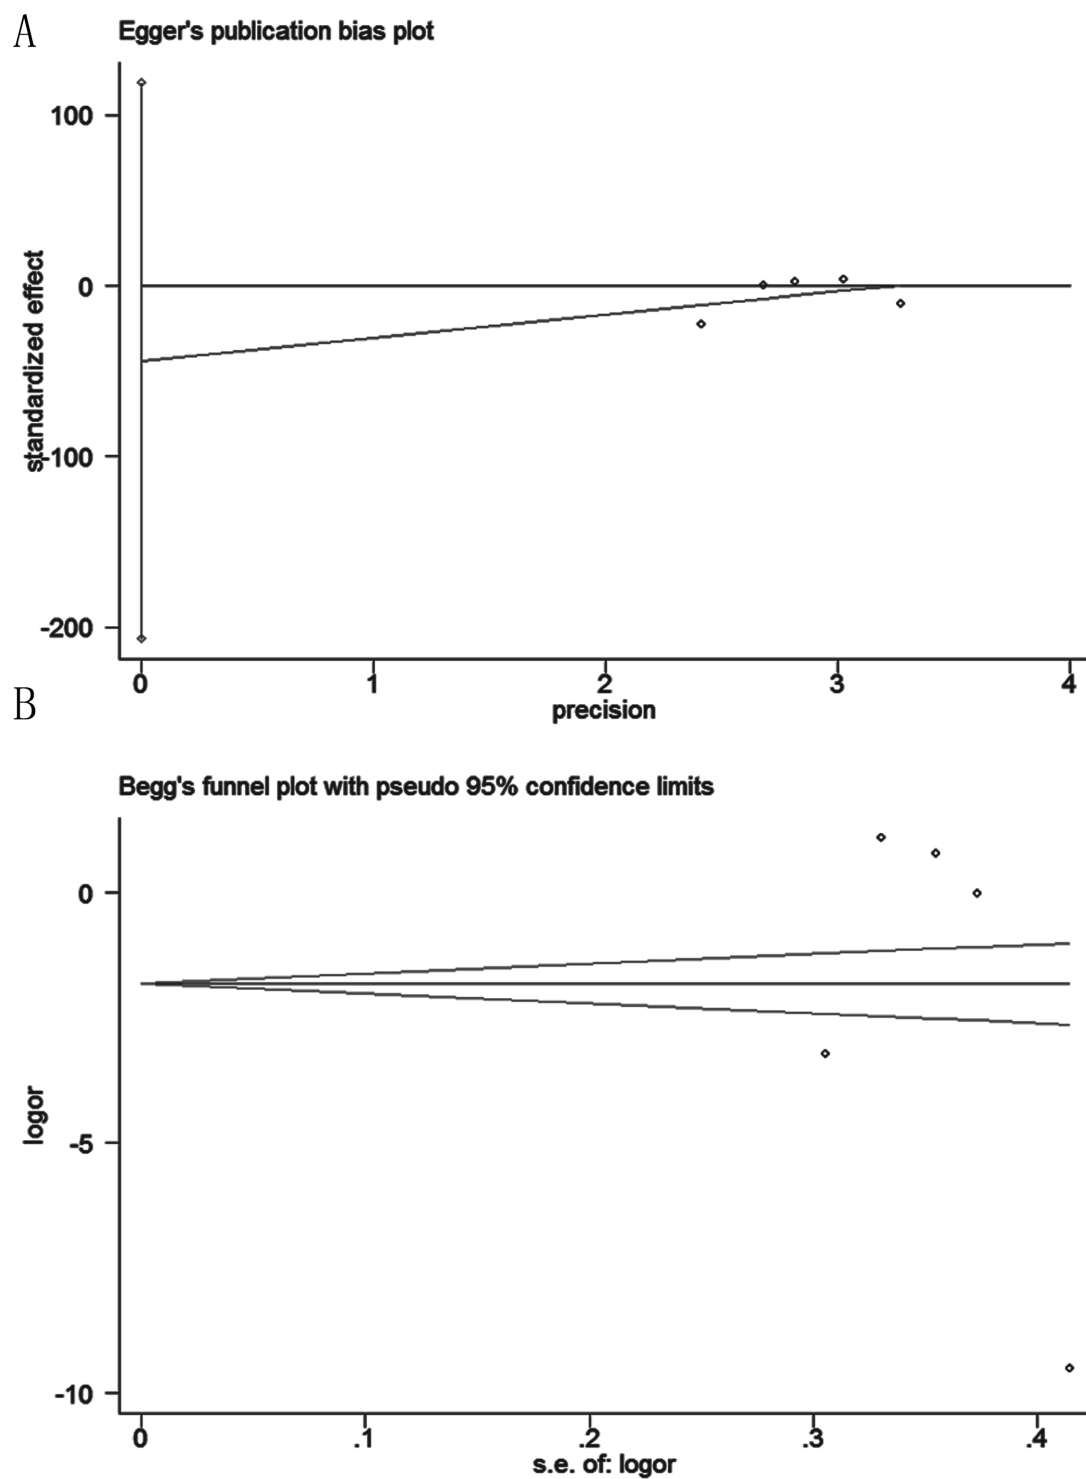 A
Egger's publication bias plot
100
0
-100
-200
standardized effect
0 1 2 3 4
precision
B
Begg's funnel plot with pseudo 95% confidence limits
0
-5
-10
logor
0 .1 .2 .3 .4
s.e. of: logor